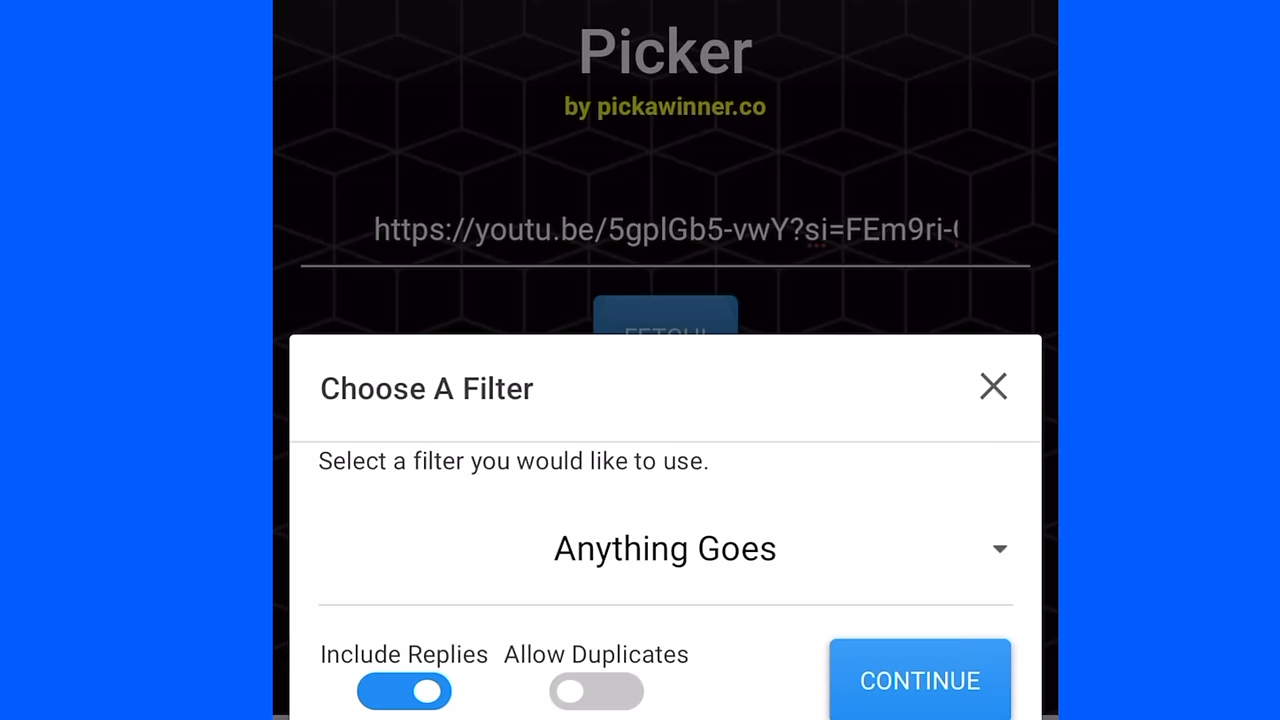 Picker
by pickawinner.co
https://youtu.be/5gplGb5-vwY?si=FEm9ri-
FETCH!
Choose A Filter
Select a filter you would like to use.
Anything Goes
Include Replies Allow Duplicates
CONTINUE